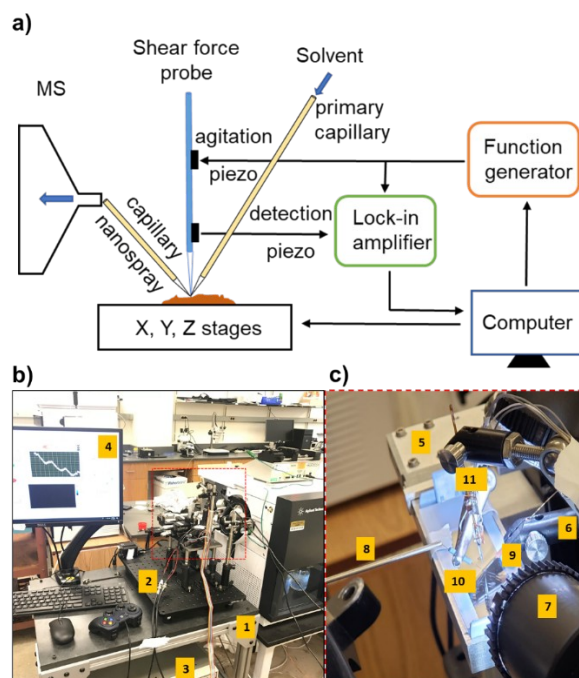 a)
Shear force
probe
Solvent
MS
primary
capillary
agitation
piezo
Function
generator
detection
piezo
Lock-in
amplifier
capillary
nanospray
X, Y, Z stages
Computer
b)
c)
4
2
1
3
5
11
6
8
9
10
7